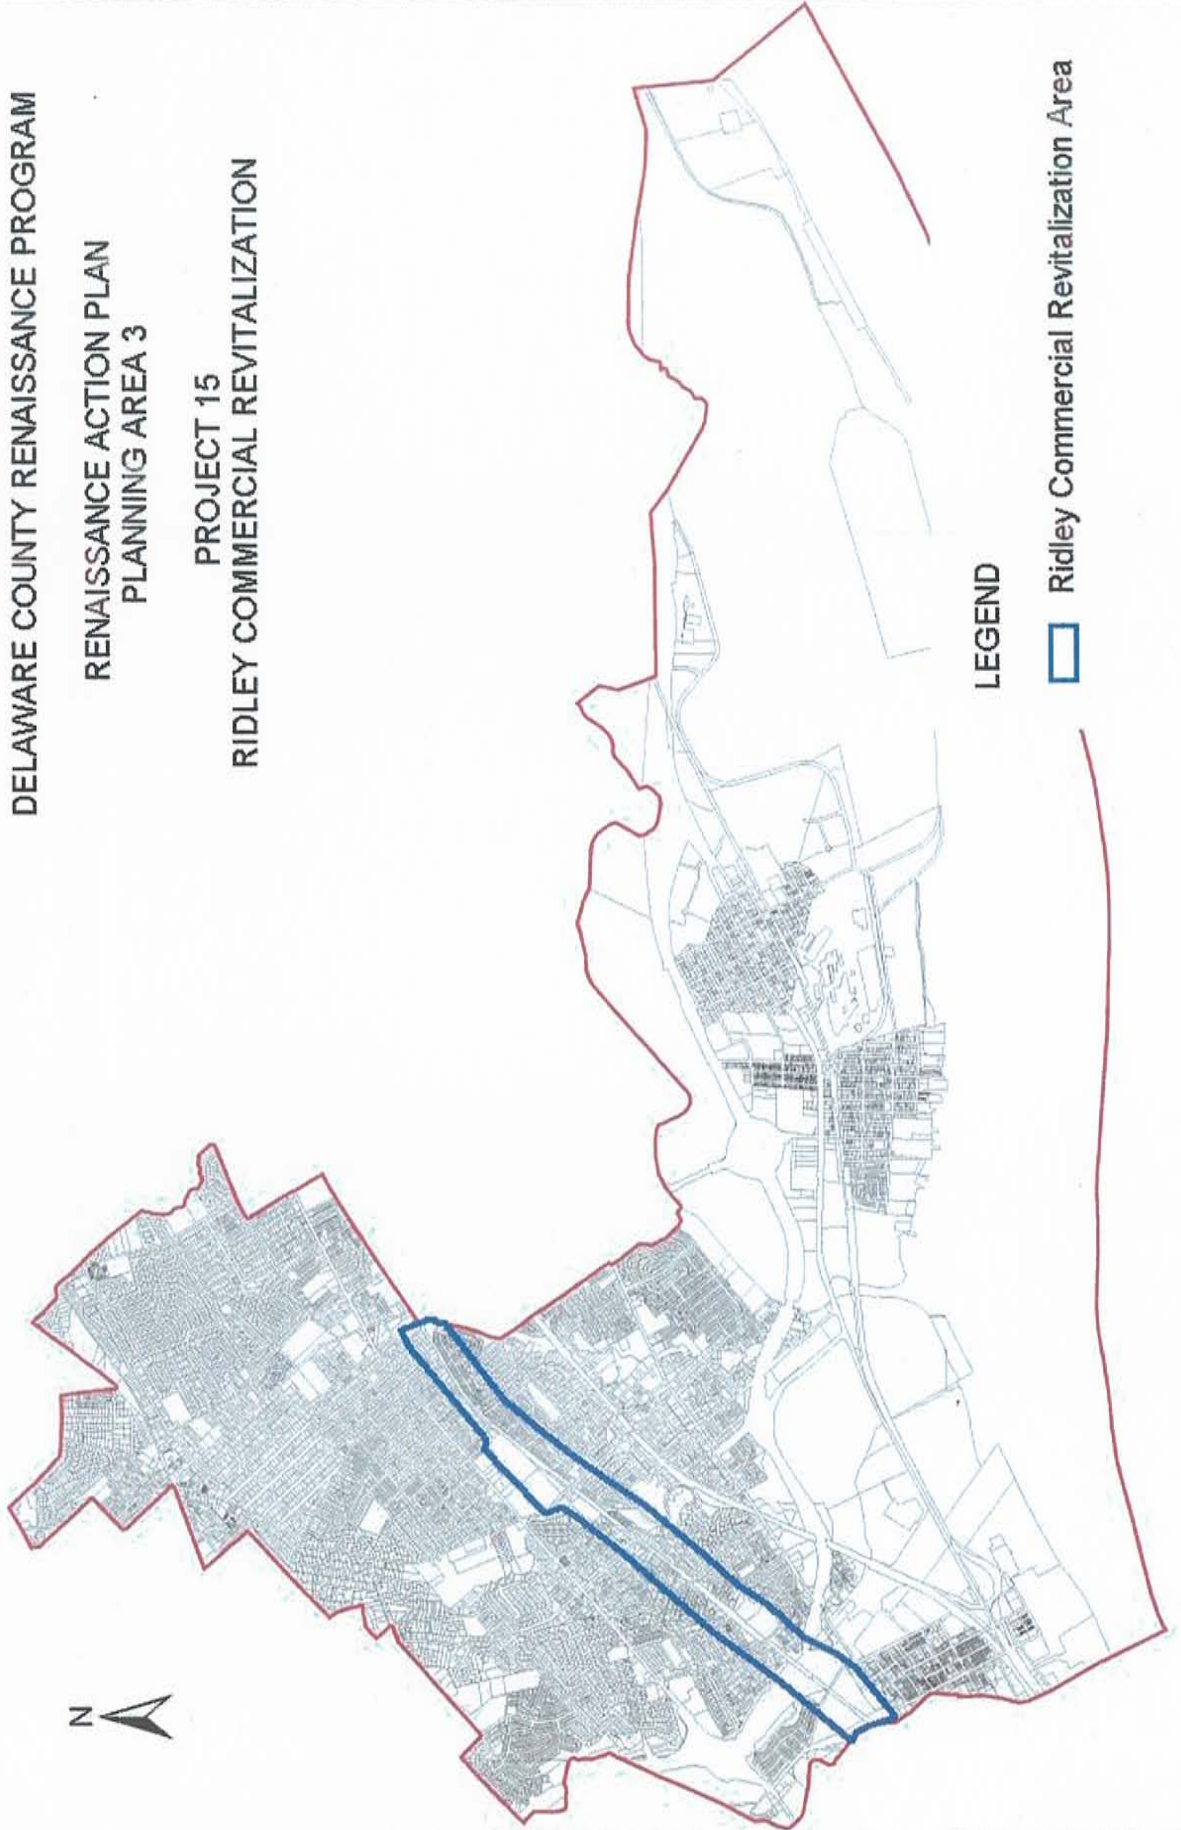 DELAWARE COUNTY RENAISSANCE PROGRAM
RENAISSANCE ACTION PLAN
PLANNING AREA 3
PROJECT 15
RIDLEY COMMERCIAL REVITALIZATION
N
LEGEND
Ridley Commercial Revitalization Area